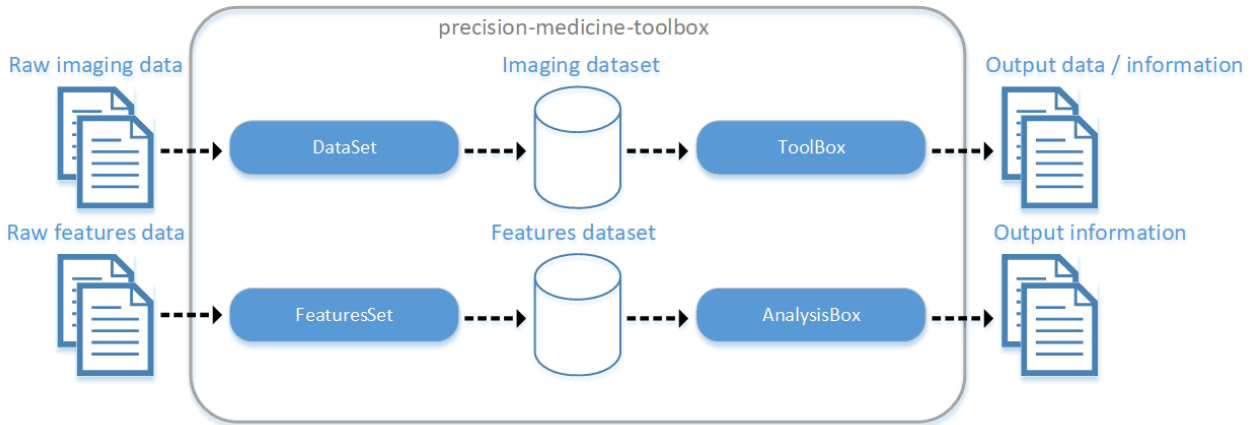 precision-medicine-toolbox
Raw imaging data
Imaging dataset
Output data / information
DataSet
ToolBox
Raw features data
Features dataset
Output information
FeaturesSet
AnalysisBox